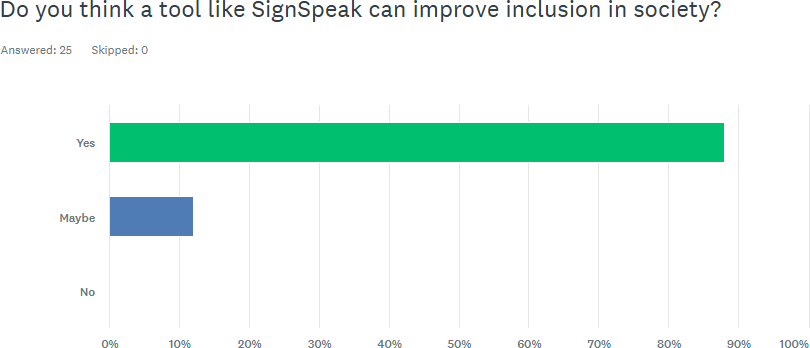 Do you think a tool like SignSpeak can improve inclusion in society?
Answered: 25 Skipped: 0
Yes
Maybe
No
0% 10% 20% 30% 40% 50% 60% 70% 80% 90% 100%